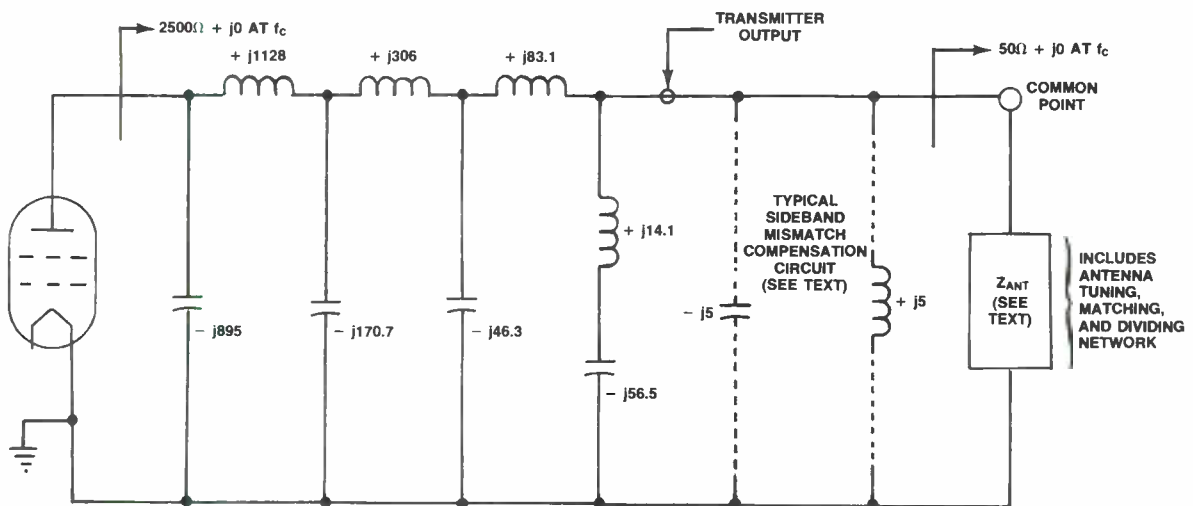 2500Ω + j0 AT fc
+ j1128
+ j306
+ j83.1
TRANSMITTER
OUTPUT
50Ω + j0 AT fc
COMMON
POINT
+ j14.1
TYPICAL
SIDEBAND
MISMATCH
COMPENSATION
CIRCUIT
(SEE TEXT)
- j895
- j170.7
- j46.3
- j56.5
- j5
+ j5
ZANT
(SEE
TEXT)
INCLUDES
ANTENNA
TUNING,
MATCHING,
AND DIVIDING
NETWORK